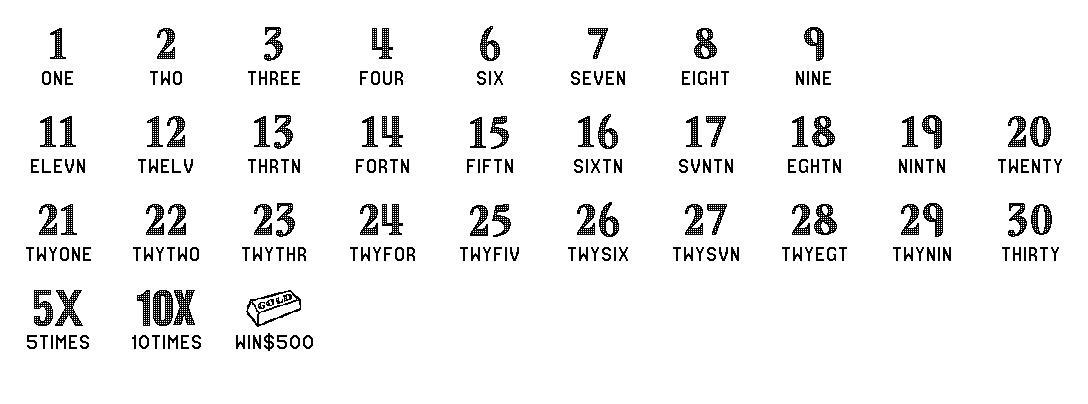 1 2 3 4 6 7 8 9
ONE TWO THREE FOUR SIX SEVEN EIGHT NINE
11 12 13 14 15 16 17 18 19 20
ELEVN TWELV THRTN FORTN FIFTN SIXTN SVNTN EGHTN NINTN TWENTY
21 22 23 24 25 26 27 28 29 30
TWYONE TWYTWO TWYTHR TWYFOR TWYFIV TWYSIX TWYSVN TWYEGT TWYNIN THIRTY
5X 10X GOLD
5TIMES 10TIMES WIN$500